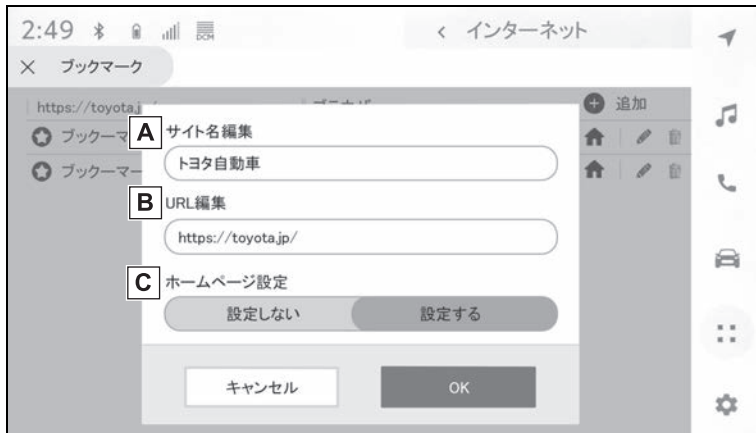 2:49 DCM インターネット
ブックマーク
https://toyota.j 追加
A サイト名編集
ブックーマ
トヨタ自動車
ブックーマー
B URL編集
https://toyota.jp/
C ホームページ設定
設定しない 設定する
キャンセル OK